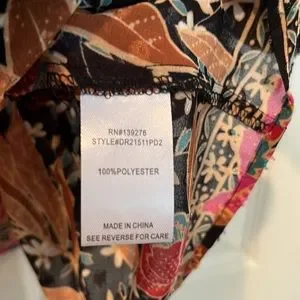 RN#139276
STYLE#DR21511PD2
100%POLYESTER
MADE IN CHINA
SEE REVERSE FOR CARE